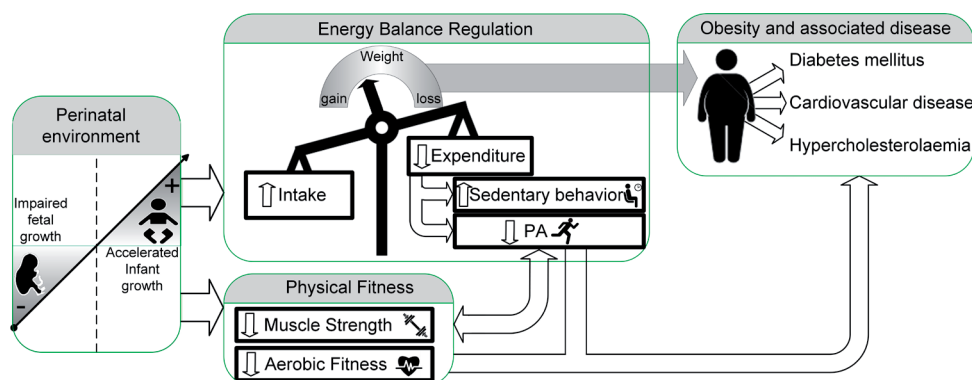 Perinatal
environment
Impaired
fetal
growth
-
+
Accelerated
Infant
growth
Energy Balance Regulation
Weight
gain
loss
Intake
Expenditure
Sedentary behavior
PA
Physical Fitness
Muscle Strength
Aerobic Fitness
Obesity and associated disease
Diabetes mellitus
Cardiovascular disease
Hypercholesterolaemia